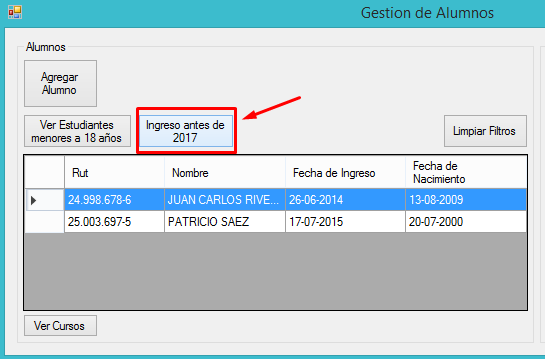 Gestion de Alumnos
Alumnos
Agregar
Alumno
Ver Estudiantes
menores a 18 años
Ingreso antes de
2017
Limpiar Filtros
Rut Nombre Fecha de Ingreso Fecha de
Nacimiento
24.998.678-6 JUAN CARLOS RIVE... 26-06-2014 13-08-2009
25.003.697-5 PATRICIO SAEZ 17-07-2015 20-07-2000
Ver Cursos